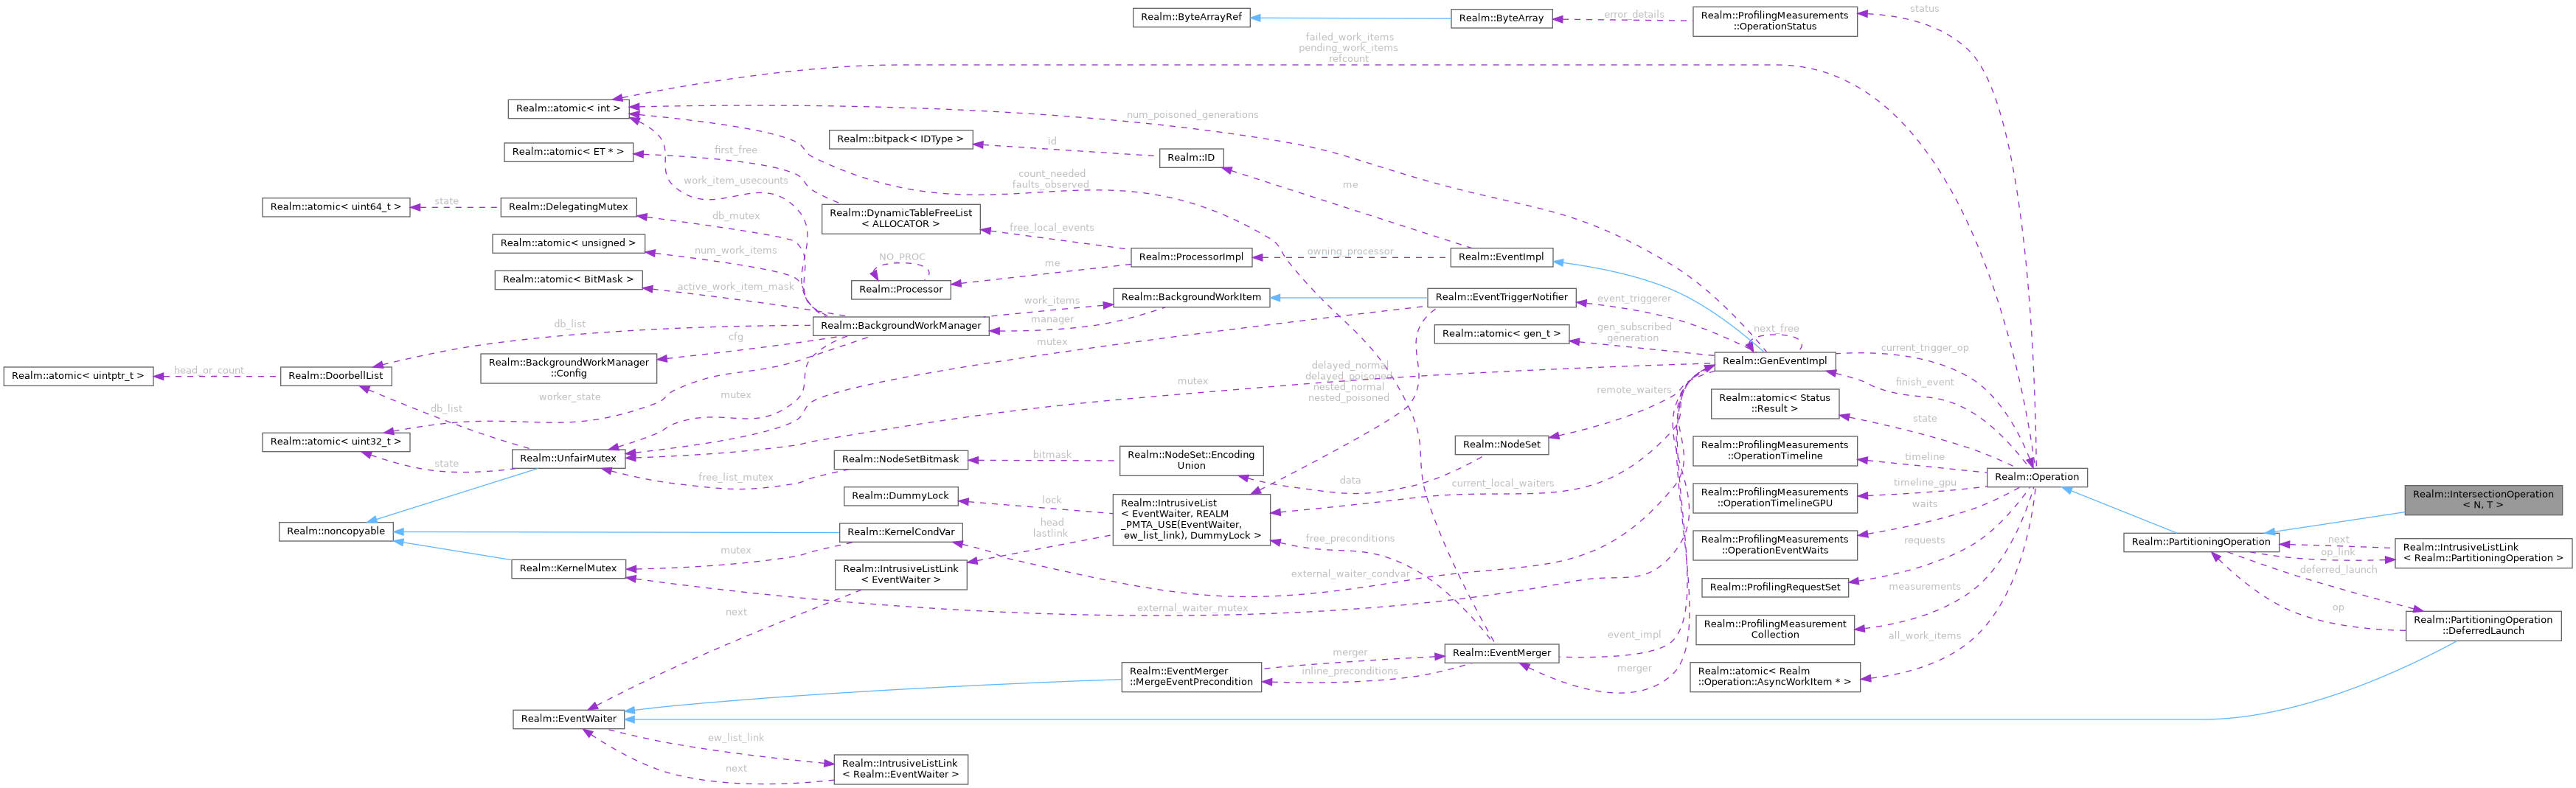 Realm::ByteArrayRef
Realm::ByteArray
error_details
Realm::ProfilingMeasurements
::OperationStatus
status
failed_work_items
pending_work_items
refcount
Realm::atomic< int >
num_poisoned_generations
Realm::bitpack< IDType >
id
Realm::ID
Realm::atomic< ET * >
first_free
work_item_usecounts
count_needed
faults_observed
me
Realm::atomic< uint64_t >
state
Realm::DelegatingMutex
db_mutex
Realm::DynamicTableFreeList
< ALLOCATOR >
free_local_events
Realm::atomic< unsigned >
num_work_items
NO_PROC
me
Realm::ProcessorImpl
owning_processor
Realm::EventImpl
Realm::atomic< BitMask >
active_work_item_mask
Realm::Processor
work_items
manager
Realm::BackgroundWorkItem
Realm::EventTriggerNotifier
event_triggerer
db_list
Realm::BackgroundWorkManager
cfg
mutex
Realm::atomic< gen_t >
gen_subscribed
generation
next_free
Realm::GenEventImpl
current_trigger_op
Realm::BackgroundWorkManager
::Config
Realm::atomic< uintptr_t >
head_or_count
Realm::DoorbellList
worker_state
mutex
delayed_normal
delayed_poisoned
nested_normal
nested_poisoned
mutex
remote_waiters
finish_event
Realm::atomic< Status
::Result >
state
db_list
Realm::atomic< uint32_t >
state
Realm::UnfairMutex
free_list_mutex
Realm::NodeSetBitmask
bitmask
Realm::NodeSet::Encoding
Union
data
Realm::NodeSet
current_local_waiters
Realm::ProfilingMeasurements
::OperationTimeline
timeline
Realm::Operation
Realm::ProfilingMeasurements
::OperationTimelineGPU
timeline_gpu
waits
Realm::DummyLock
lock
head
lastlink
Realm::IntrusiveList
< EventWaiter, REALM
_PMTA_USE(EventWaiter,
ew_list_link), DummyLock >
free_preconditions
Realm::ProfilingMeasurements
::OperationEventWaits
requests
Realm::IntersectionOperation
< N, T >
Realm::noncopyable
Realm::KernelCondVar
mutex
Realm::KernelMutex
Realm::IntrusiveListLink
< EventWaiter >
external_waiter_condvar
external_waiter_mutex
Realm::ProfilingRequestSet
measurements
Realm::PartitioningOperation
next
op_link
Realm::IntrusiveListLink
< Realm::PartitioningOperation >
deferred_launch
op
Realm::PartitioningOperation
::DeferredLaunch
next
Realm::ProfilingMeasurement
Collection
all_work_items
event_impl
merger
Realm::EventMerger
merger
inline_preconditions
Realm::EventMerger
::MergeEventPrecondition
Realm::atomic< Realm
::Operation::AsyncWorkItem * >
Realm::EventWaiter
ew_list_link
next
Realm::IntrusiveListLink
< Realm::EventWaiter >